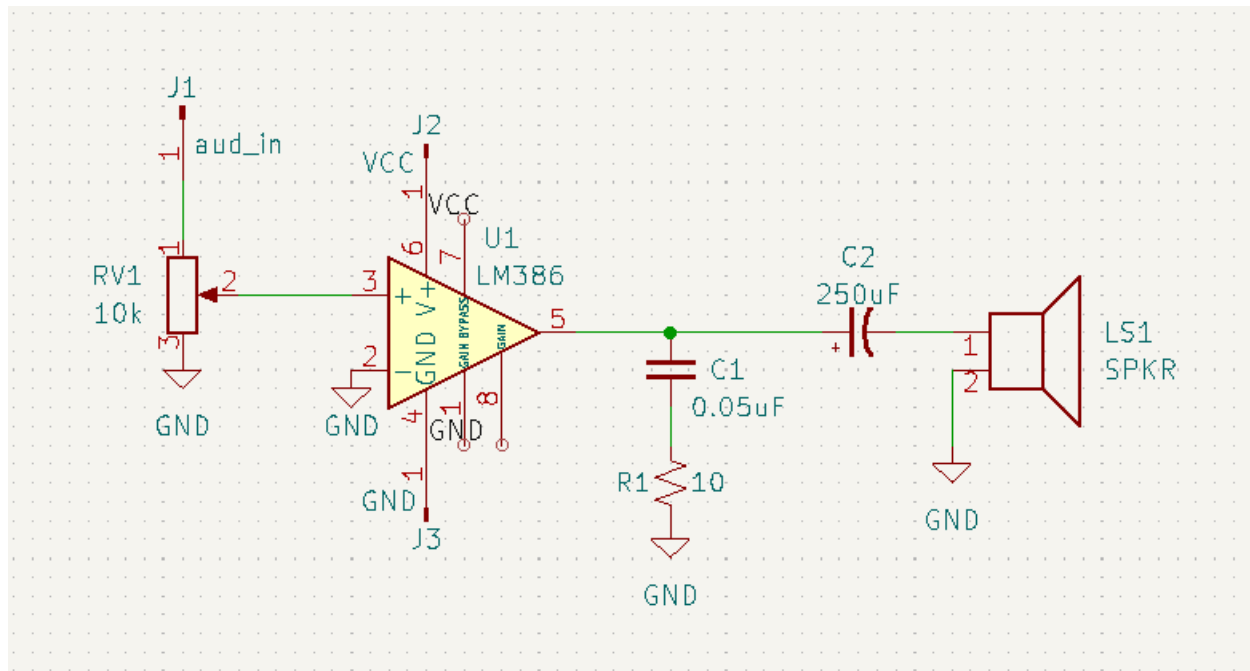 J1
1
aud_in
J2
VCC
1
VCC
6
7
U1
LM386
1
RV1
10k
2
3
3
+
V+
GND
GAIN
BYPASS
GAIN
5
2
−
GND
GND
4
1
8
GND
1
GND
J3
C1
0.05uF
R1
10
GND
C2
250uF
+
1
2
LS1
SPKR
GND